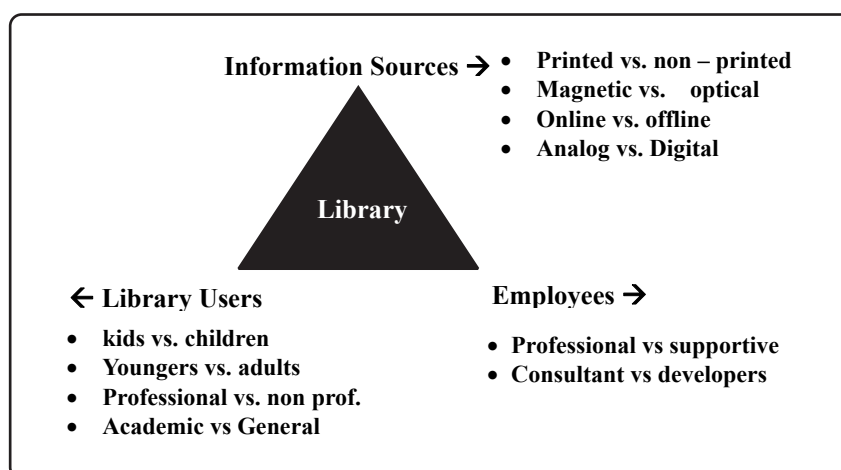 Information Sources →
• Printed vs. non – printed
• Magnetic vs. optical
• Online vs. offline
• Analog vs. Digital
Library
← Library Users
• kids vs. children
• Youngers vs. adults
• Professional vs. non prof.
• Academic vs General
Employees →
• Professional vs supportive
• Consultant vs developers